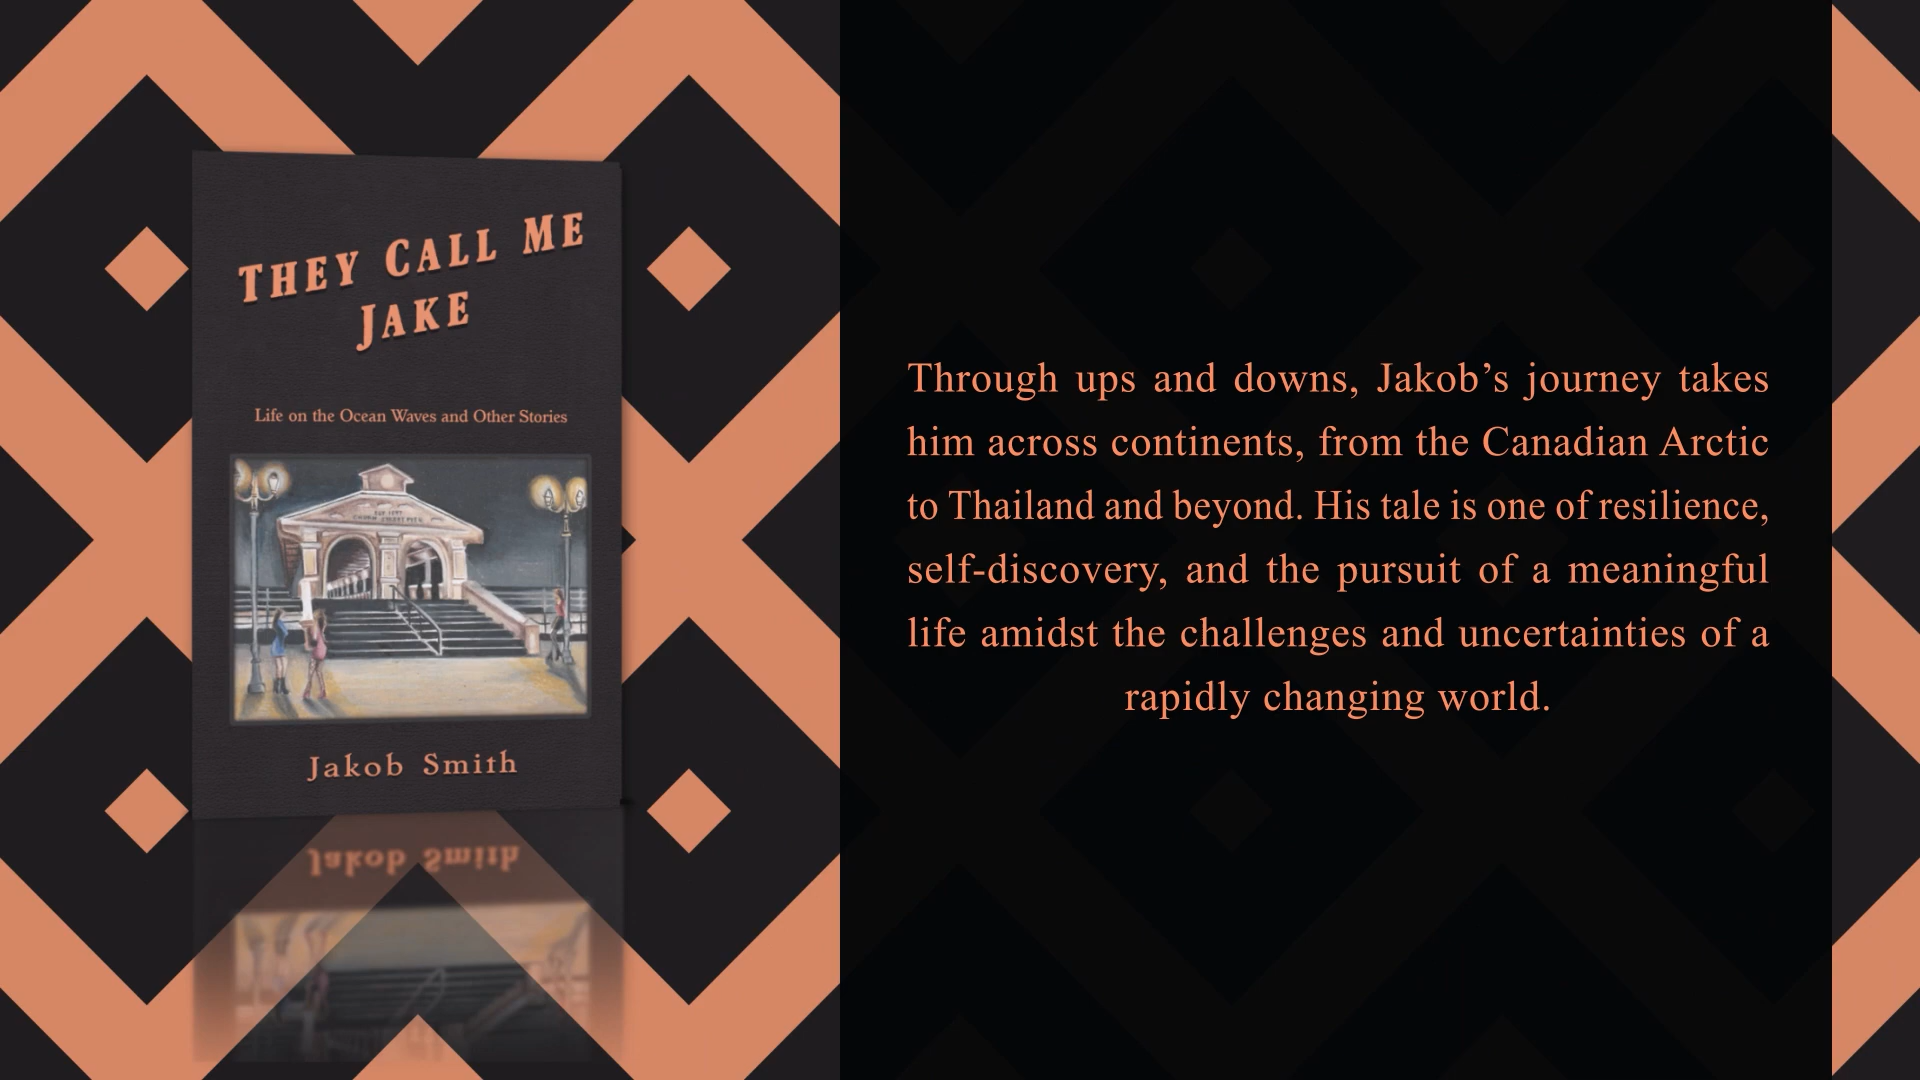 THEY CALL ME
JAKE
Life on the Ocean Waves and Other Stories
Jakob Smith
Through ups and downs, Jakob’s journey takes
him across continents, from the Canadian Arctic
to Thailand and beyond. His tale is one of resilience,
self-discovery, and the pursuit of a meaningful
life amidst the challenges and uncertainties of a
rapidly changing world.